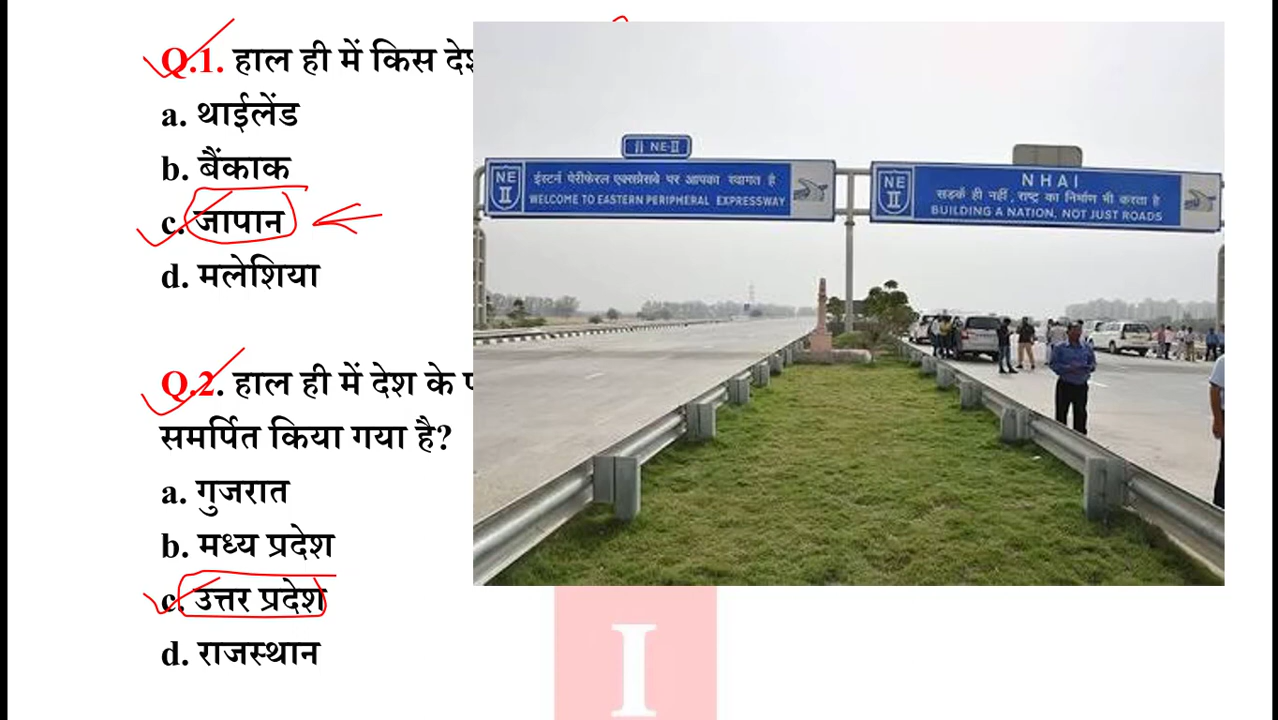 Q.1. हाल ही में किस देश
a. थाईलेंड
b. बैंकाक
c. जापान
d. मलेशिया
Q.2. हाल ही में देश के
समर्पित किया गया है?
a. गुजरात
b. मध्य प्रदेश
c. उत्तर प्रदेश
d. राजस्थान
NE-II
NE
II
ईस्टर्न पेरीफेरल एक्सप्रेसवे पर आपका स्वागत है
WELCOME TO EASTERN PERIPHERAL EXPRESSWAY
NE
II
NHAI
सड़कें ही नहीं, राष्ट्र का निर्माण भी करता है
BUILDING A NATION, NOT JUST ROADS
I